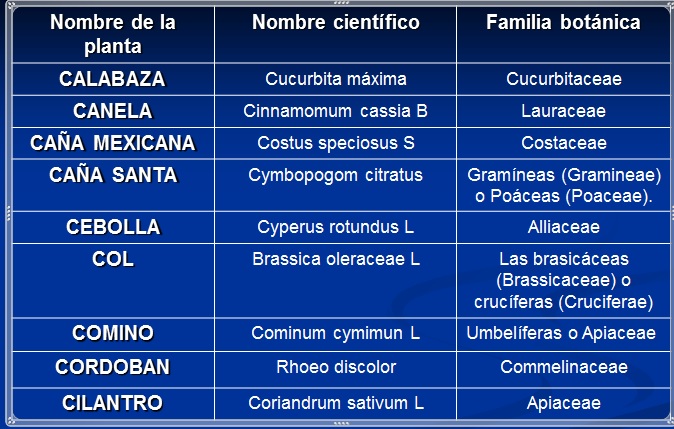 Nombre de la planta Nombre científico Familia botánica
CALABAZA Cucurbita máxima Cucurbitaceae
CANELA Cinnamomum cassia B Lauraceae
CAÑA MEXICANA Costus speciosus S Costaceae
CAÑA SANTA Cymbopogom citratus Gramíneas (Gramineae) o Poáceas (Poaceae).
CEBOLLA Cyperus rotundus L Alliaceae
COL Brassica oleraceae L Las brasicáceas (Brassicaceae) o crucíferas (Cruciferae)
COMINO Cominum cymimun L Umbelíferas o Apiaceae
CORDOBAN Rhoeo discolor Commelinaceae
CILANTRO Coriandrum sativum L Apiaceae